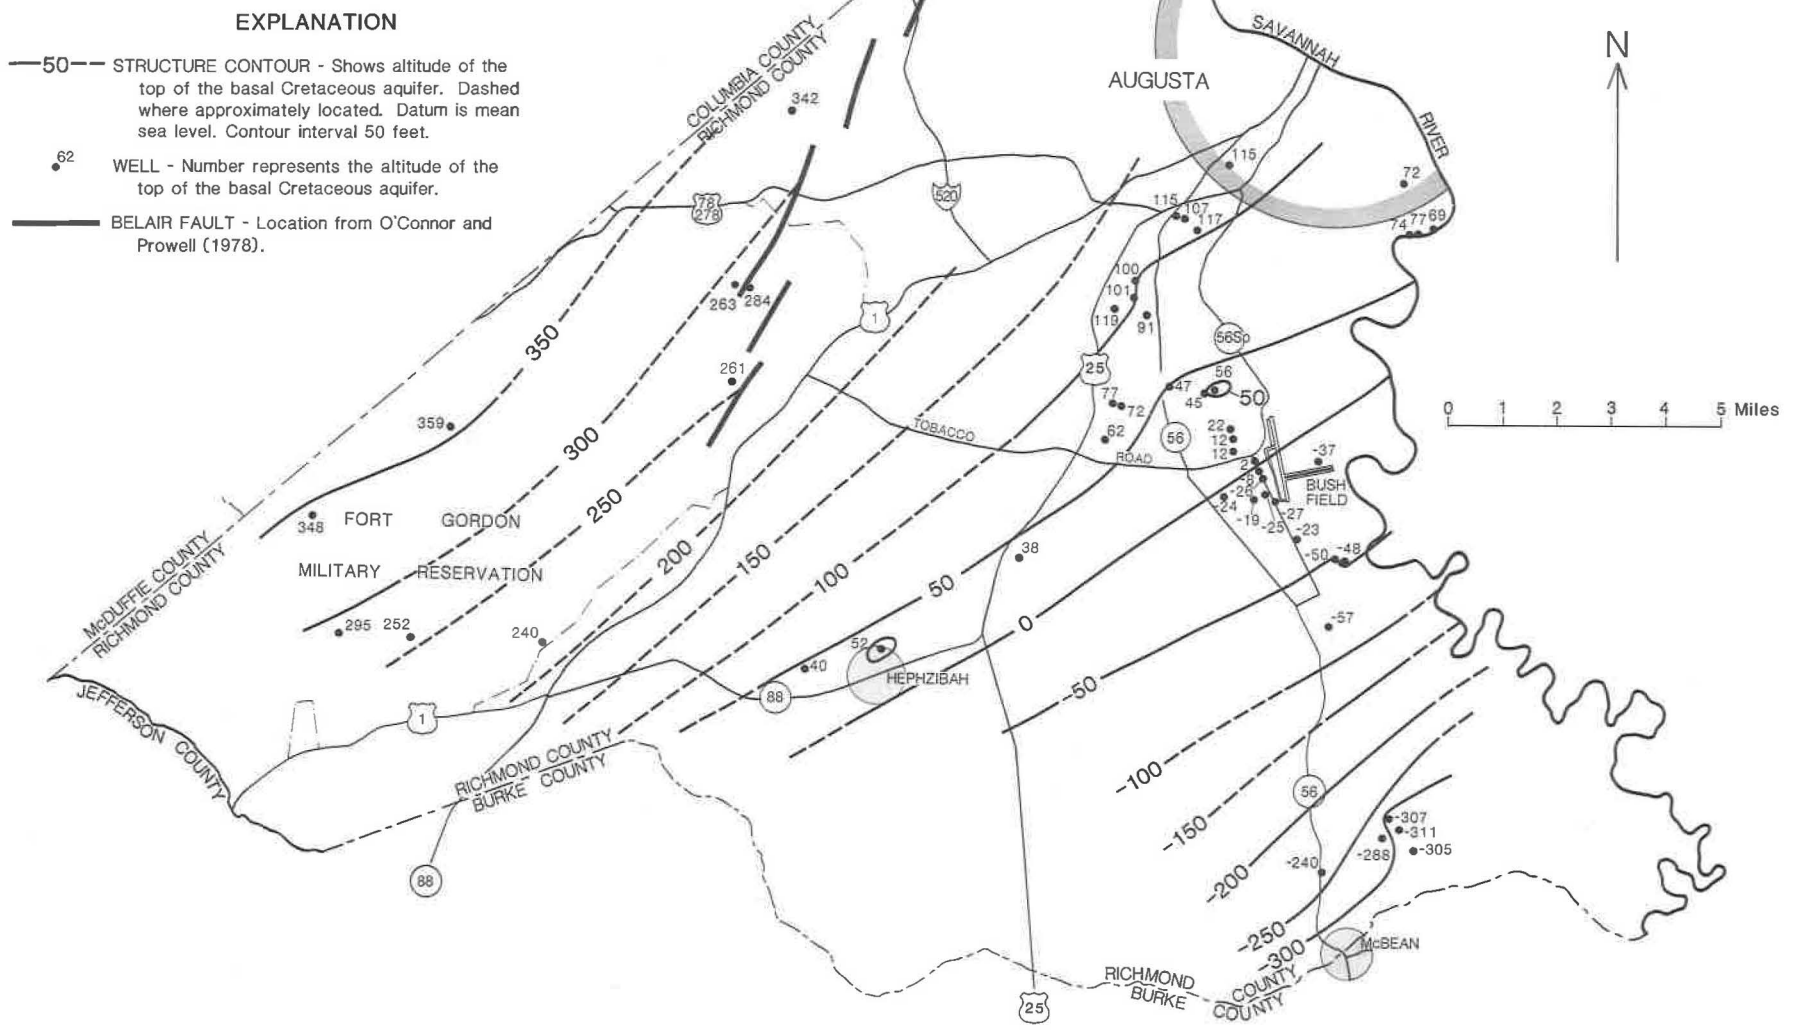 EXPLANATION
50
STRUCTURE CONTOUR - Shows altitude of the
top of the basal Cretaceous aquifer. Dashed
where approximately located. Datum is mean
sea level. Contour interval 50 feet.
62
WELL - Number represents the altitude of the
top of the basal Cretaceous aquifer.
BELAIR FAULT - Location from O'Connor and
Prowell (1978).
COLUMBIA COUNTY
RICHMOND COUNTY
342
SAVANNAH
RIVER
AUGUSTA
N
115
72
78
278
520
115
107
117
74
77
69
263
284
1
100
101
119
91
350
56Sp
25
261
47
56
45
50
77
72
0 1 2 3 4 5 Miles
359
300
TOBACCO
ROAD
62
56
22
12
12
2
-8
-37
BUSH
FIELD
250
348
FORT GORDON
-26
-24
-19
-25
-27
-23
MILITARY RESERVATION
McDUFFIE COUNTY
RICHMOND COUNTY
200
150
100
50
38
-50
-48
295
252
240
0
-57
52
40
HEPHZIBAH
88
-50
JEFFERSON COUNTY
1
RICHMOND COUNTY
BURKE COUNTY
-100
56
-150
-307
-311
-288
-305
-240
88
-200
-250
-300
McBEAN
25
RICHMOND COUNTY
BURKE COUNTY